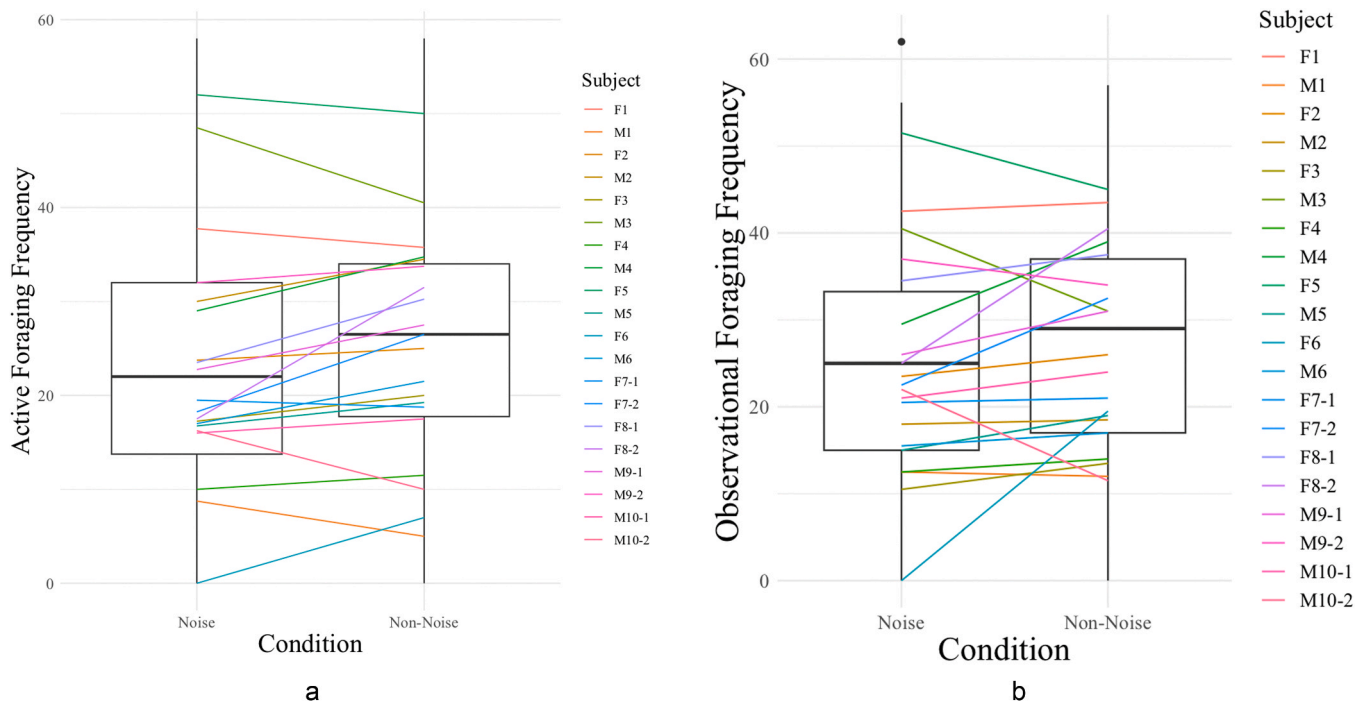 Active Foraging Frequency
60
40
20
0
Noise
Non-Noise
Condition
Subject
F1
M1
F2
M2
F3
M3
F4
M4
F5
M5
F6
M6
F7-1
F7-2
F8-1
F8-2
M9-1
M9-2
M10-1
M10-2
a
Observational Foraging Frequency
60
40
20
0
Noise
Non-Noise
Condition
Subject
F1
M1
F2
M2
F3
M3
F4
M4
F5
M5
F6
M6
F7-1
F7-2
F8-1
F8-2
M9-1
M9-2
M10-1
M10-2
b